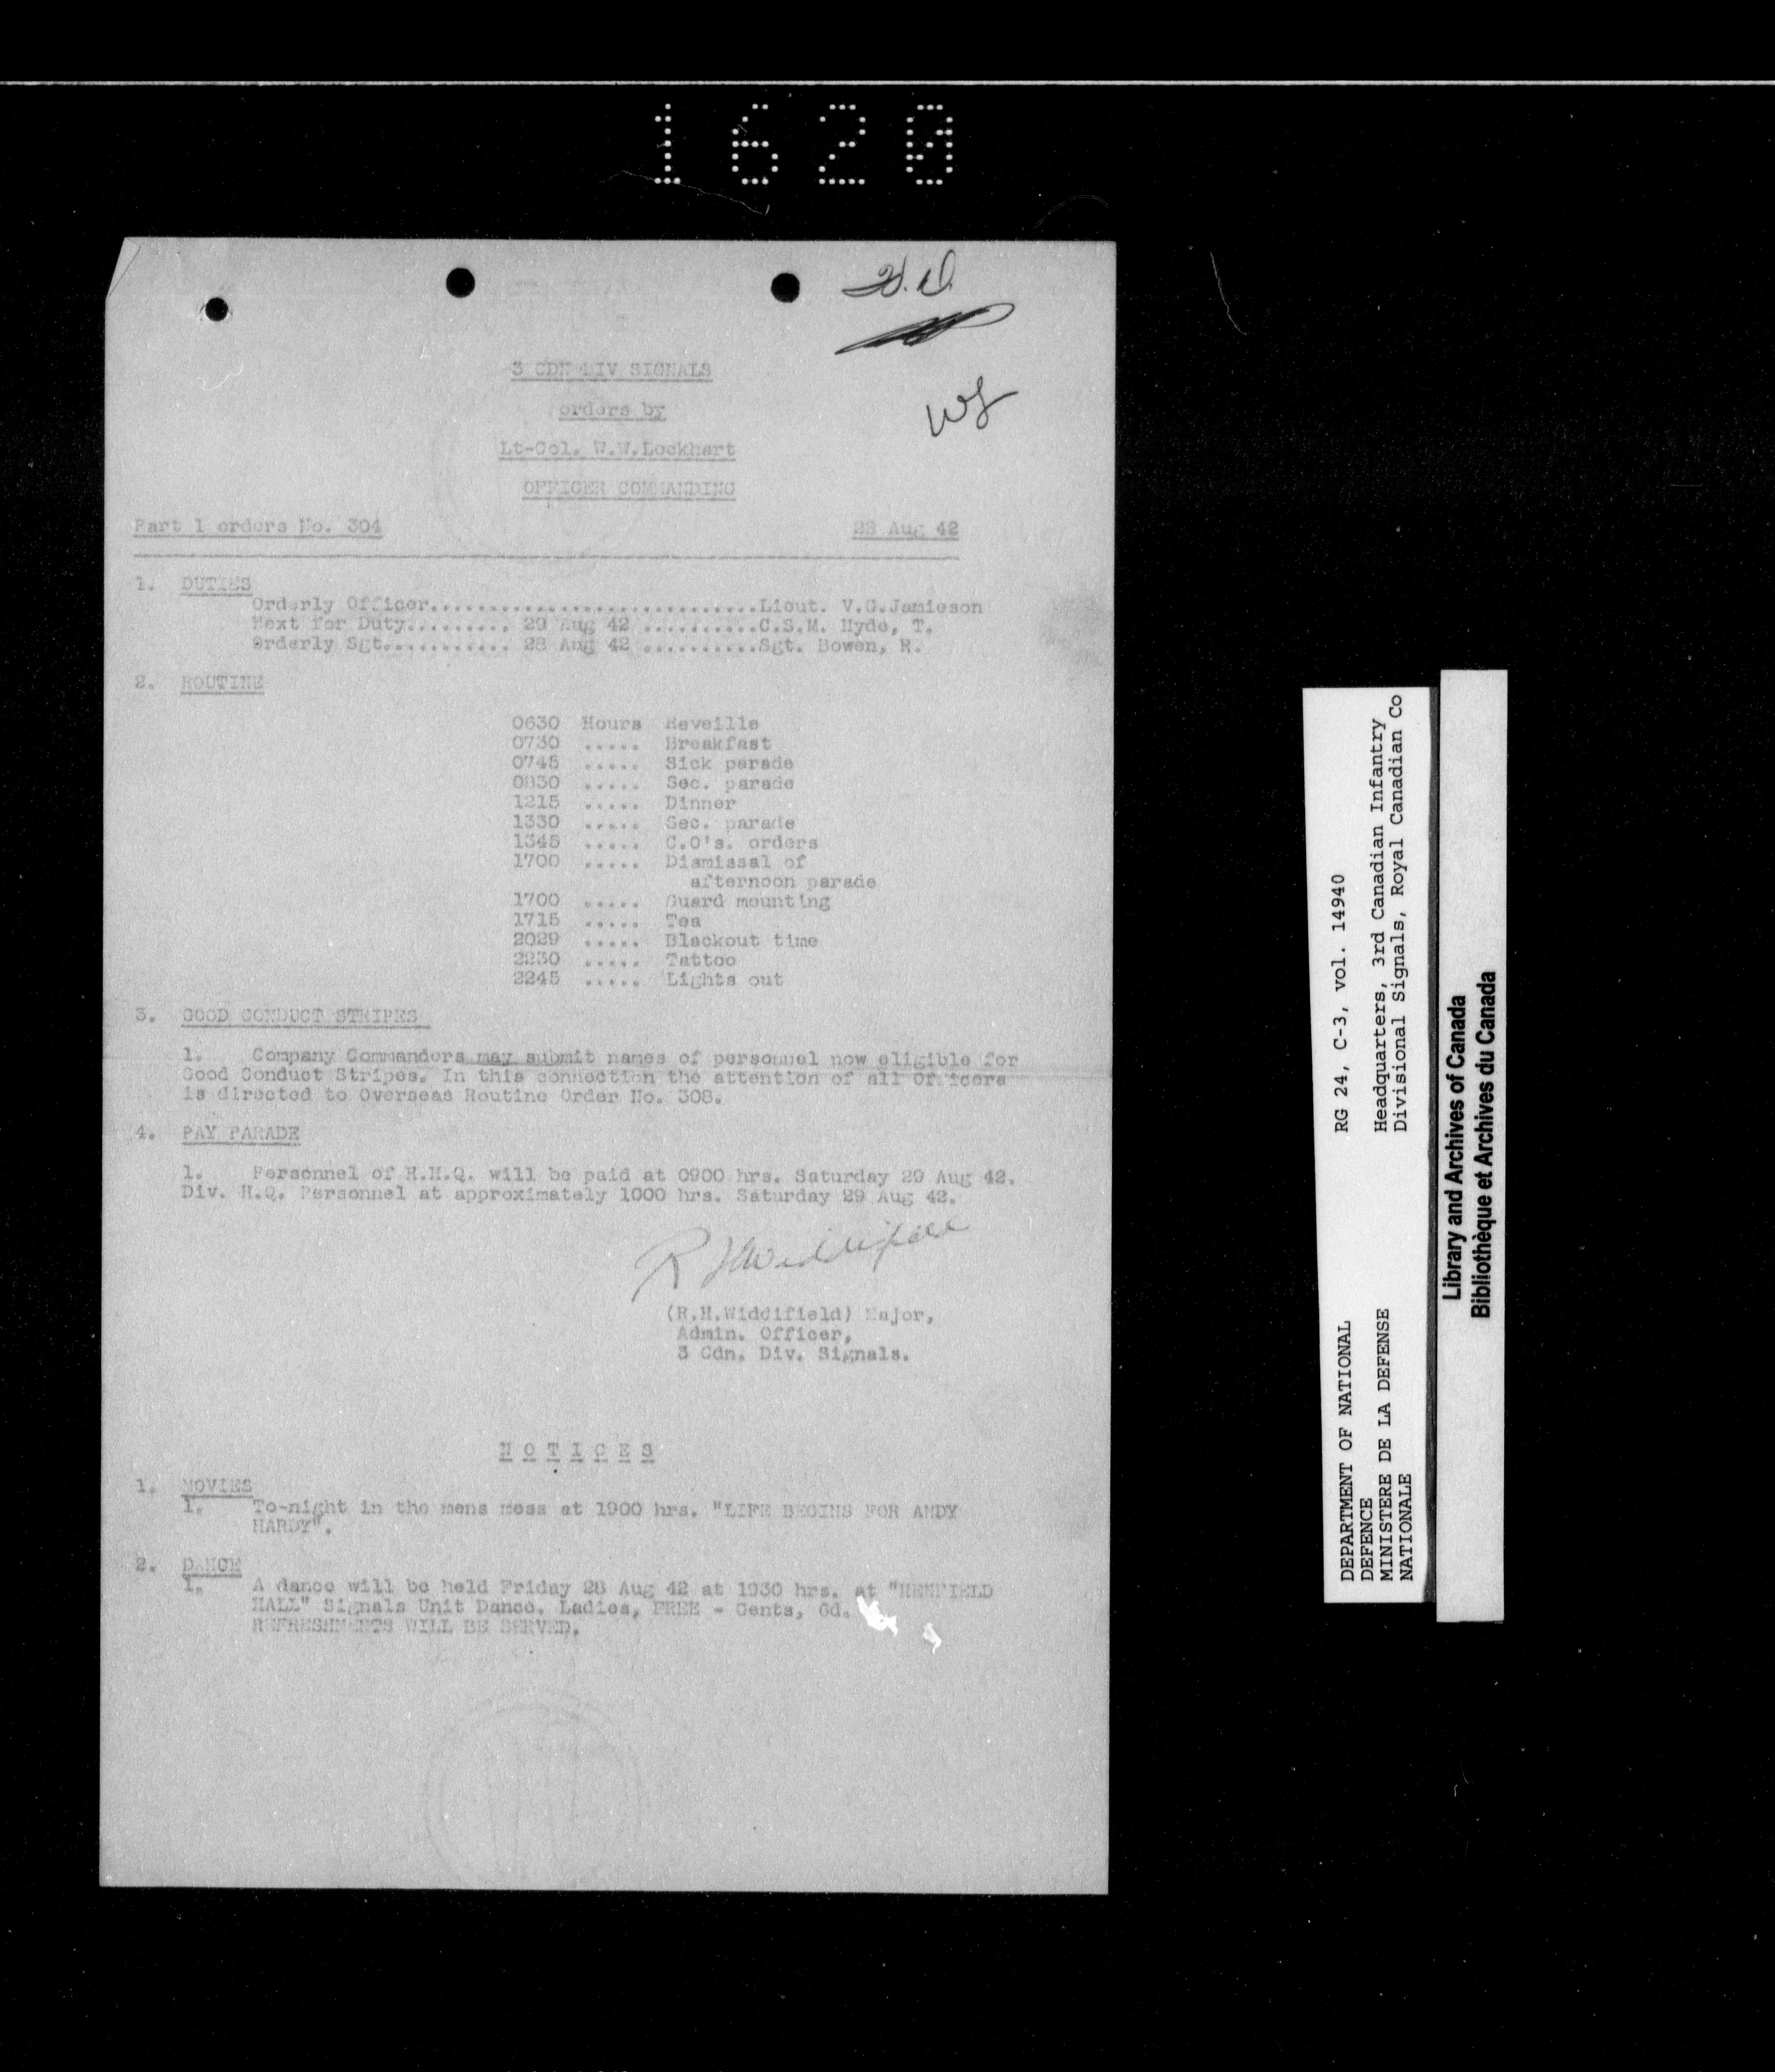 1620
3 CDN DIV SIGNALS
orders by
Lt-Col. W.W.Lockhart
OFFICER COMMANDING
Part 1 orders No. 304 28 Aug 42
1. DUTIES
Orderly Officer............................Lieut. V.G.Jamieson
Next for Duty......... 29 Aug 42 ..........C.S.M. Hyde, T.
Orderly Sgt........... 28 Aug 42 ..........Sgt. Bowen, R.
2. ROUTINE
0630 Hours Reveille
0730 ..... Breakfast
0745 ..... Sick parade
0830 ..... Sec. parade
1215 ..... Dinner
1330 ..... Sec. parade
1345 ..... C.O's. orders
1700 ..... Dismissal of
afternoon parade
1700 ..... Guard mounting
1715 ..... Tea
2029 ..... Blackout time
2230 ..... Tattoo
2245 ..... Lights out
3. GOOD CONDUCT STRIPES
1. Company Commanders may submit names of personnel now eligible for
Good Conduct Stripes. In this connection the attention of all Officers
is directed to Overseas Routine Order No. 308.
4. PAY PARADE
1. Personnel of H.H.Q. will be paid at 0900 hrs. Saturday 29 Aug 42.
Div. H.Q. Personnel at approximately 1000 hrs. Saturday 29 Aug 42.
(R.H.Widdifield) Major,
Admin. Officer,
3 Cdn. Div. Signals.
NOTICES
1. MOVIES
1. To-night in the mens mess at 1900 hrs. "LIFE BEGINS FOR ANDY
HARDY".
2. DANCE
1. A dance will be held Friday 28 Aug 42 at 1930 hrs. at "HENFIELD
HALL" Signals Unit Dance. Ladies, FREE - Gents, 6d.
REFRESHMENTS WILL BE SERVED.
RG 24, C-3, vol. 14940
Headquarters, 3rd Canadian Infantry
Divisional Signals, Royal Canadian Co
DEPARTMENT OF NATIONAL
DEFENCE
MINISTERE DE LA DEFENSE
NATIONALE
Library and Archives of Canada
Bibliothèque et Archives du Canada